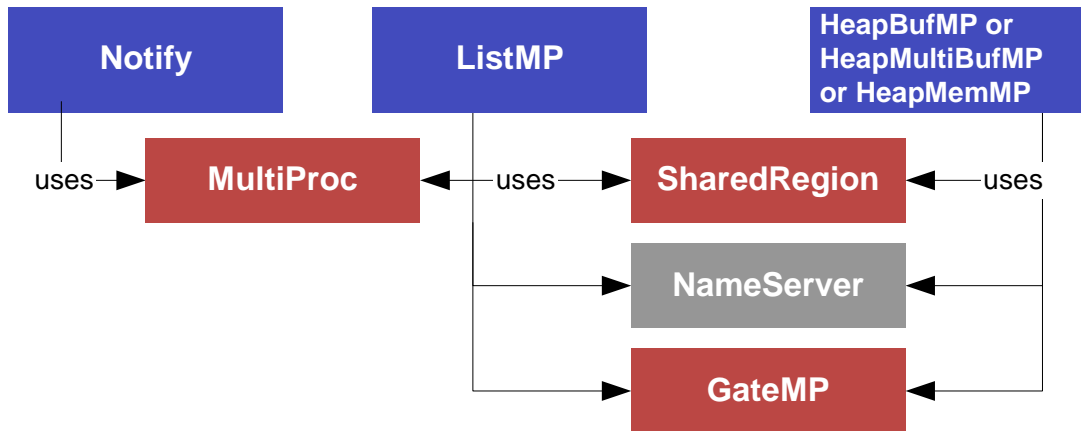 Notify
ListMP
HeapBufMP or
HeapMultiBufMP
or HeapMemMP
uses
MultiProc
uses
SharedRegion
uses
NameServer
GateMP